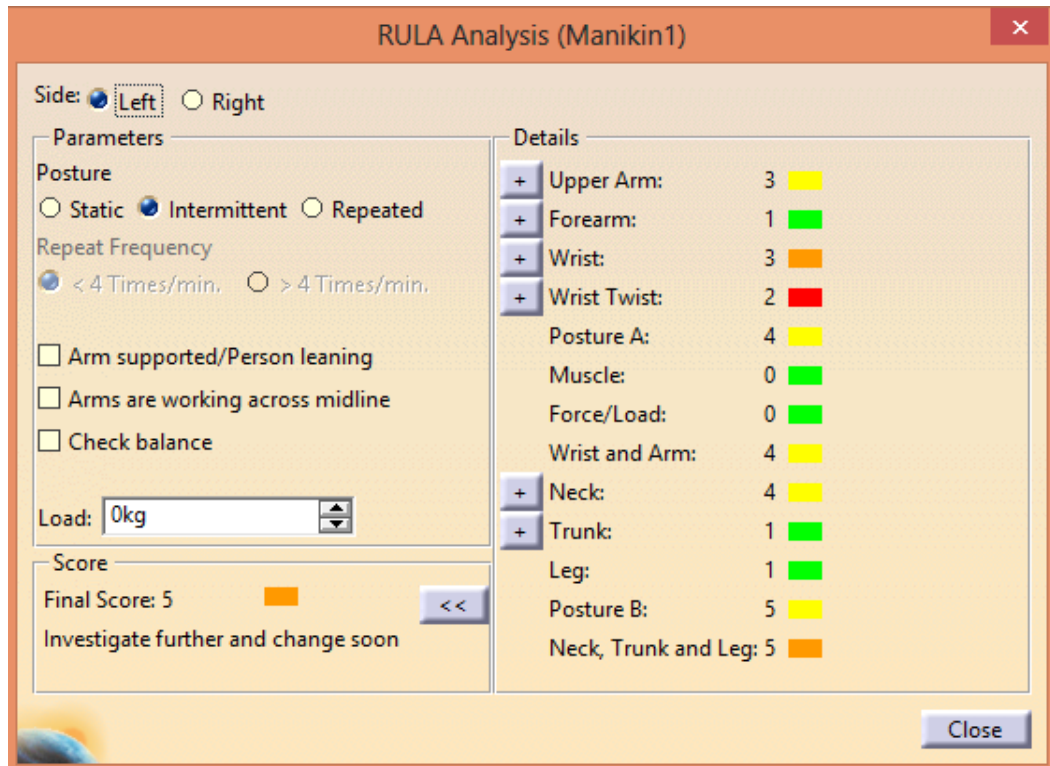 RULA Analysis (Manikin1)
×
Side: Left Right
Parameters
Posture
Static Intermittent Repeated
Repeat Frequency
< 4 Times/min. > 4 Times/min.
Arm supported/Person leaning
Arms are working across midline
Check balance
Load: 0kg
Score
Final Score: 5
<<
Investigate further and change soon
Details
+ Upper Arm: 3
+ Forearm: 1
+ Wrist: 3
+ Wrist Twist: 2
Posture A: 4
Muscle: 0
Force/Load: 0
Wrist and Arm: 4
+ Neck: 4
+ Trunk: 1
Leg: 1
Posture B: 5
Neck, Trunk and Leg: 5
Close